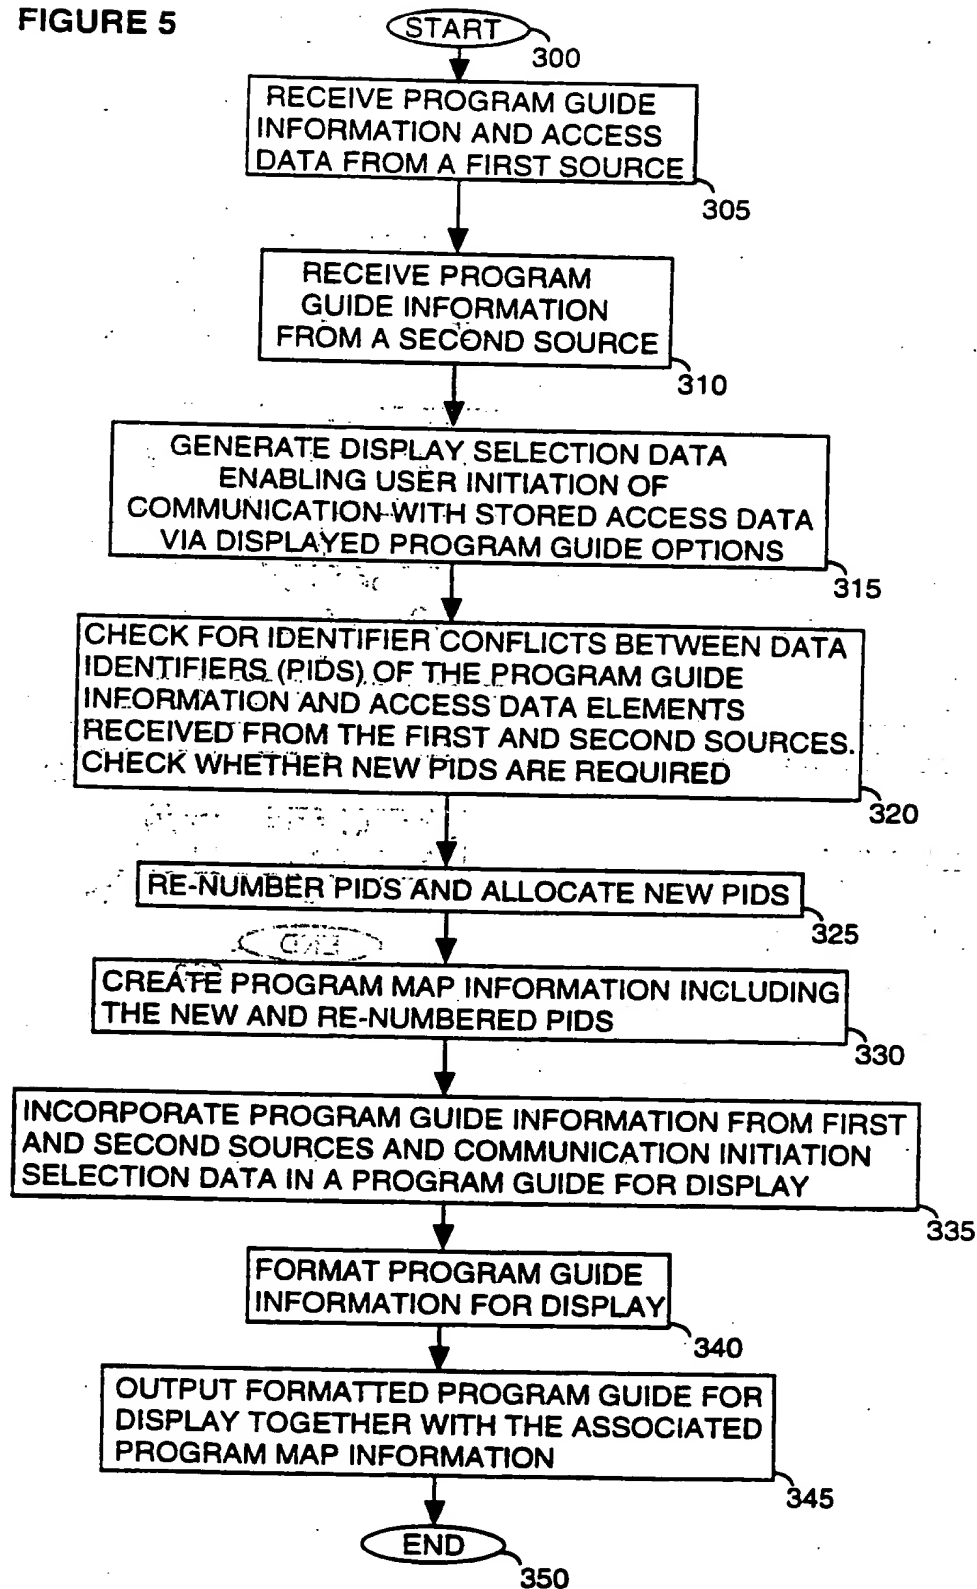 FIGURE 5
START
300
RECEIVE PROGRAM GUIDE
INFORMATION AND ACCESS
DATA FROM A FIRST SOURCE
305
RECEIVE PROGRAM
GUIDE INFORMATION
FROM A SECOND SOURCE
310
GENERATE DISPLAY SELECTION DATA
ENABLING USER INITIATION OF
COMMUNICATION WITH STORED ACCESS DATA
VIA DISPLAYED PROGRAM GUIDE OPTIONS
315
CHECK FOR IDENTIFIER CONFLICTS BETWEEN DATA
IDENTIFIERS (PIDS) OF THE PROGRAM GUIDE
INFORMATION AND ACCESS DATA ELEMENTS
RECEIVED FROM THE FIRST AND SECOND SOURCES.
CHECK WHETHER NEW PIDS ARE REQUIRED
320
RE-NUMBER PIDS AND ALLOCATE NEW PIDS
325
CREATE PROGRAM MAP INFORMATION INCLUDING
THE NEW AND RE-NUMBERED PIDS
330
INCORPORATE PROGRAM GUIDE INFORMATION FROM FIRST
AND SECOND SOURCES AND COMMUNICATION INITIATION
SELECTION DATA IN A PROGRAM GUIDE FOR DISPLAY
335
FORMAT PROGRAM GUIDE
INFORMATION FOR DISPLAY
340
OUTPUT FORMATTED PROGRAM GUIDE FOR
DISPLAY TOGETHER WITH THE ASSOCIATED
PROGRAM MAP INFORMATION
345
END
350